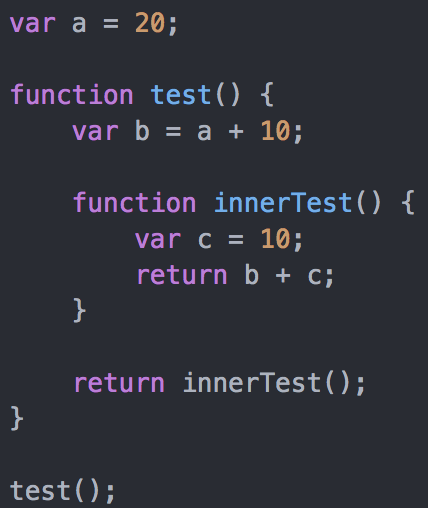 var a = 20;
function test() {
    var b = a + 10;
    function innerTest() {
        var c = 10;
        return b + c;
    }
    return innerTest();
}
test();